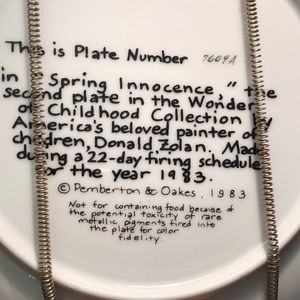 This is Plate Number 7609A
in "Spring Innocence," the
second plate in the Wonder
of Childhood Collection by
America's beloved painter of
children, Donald Zolan. Made
during a 22-day firing schedule
for the year 1983.
© Pemberton & Oakes, 1983
Not for containing food because of
the potential toxicity of rare
metallic pigments fired into
the plate for color
fidelity.